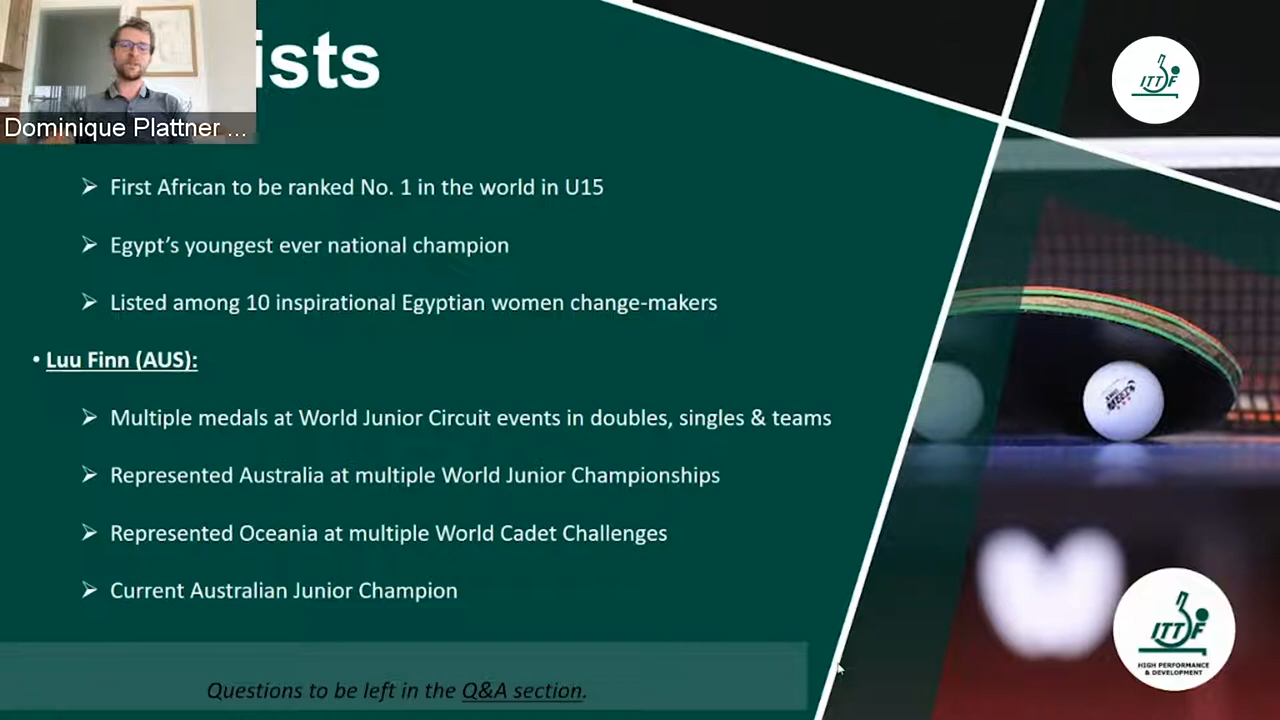 ists
Dominique Plattner ...
First African to be ranked No. 1 in the world in U15
Egypt's youngest ever national champion
Listed among 10 inspirational Egyptian women change-makers
• Luu Finn (AUS):
Multiple medals at World Junior Circuit events in doubles, singles & teams
Represented Australia at multiple World Junior Championships
Represented Oceania at multiple World Cadet Challenges
Current Australian Junior Champion
Questions to be left in the Q&A section.
ITTF
ITTF
HIGH PERFORMANCE
& DEVELOPMENT